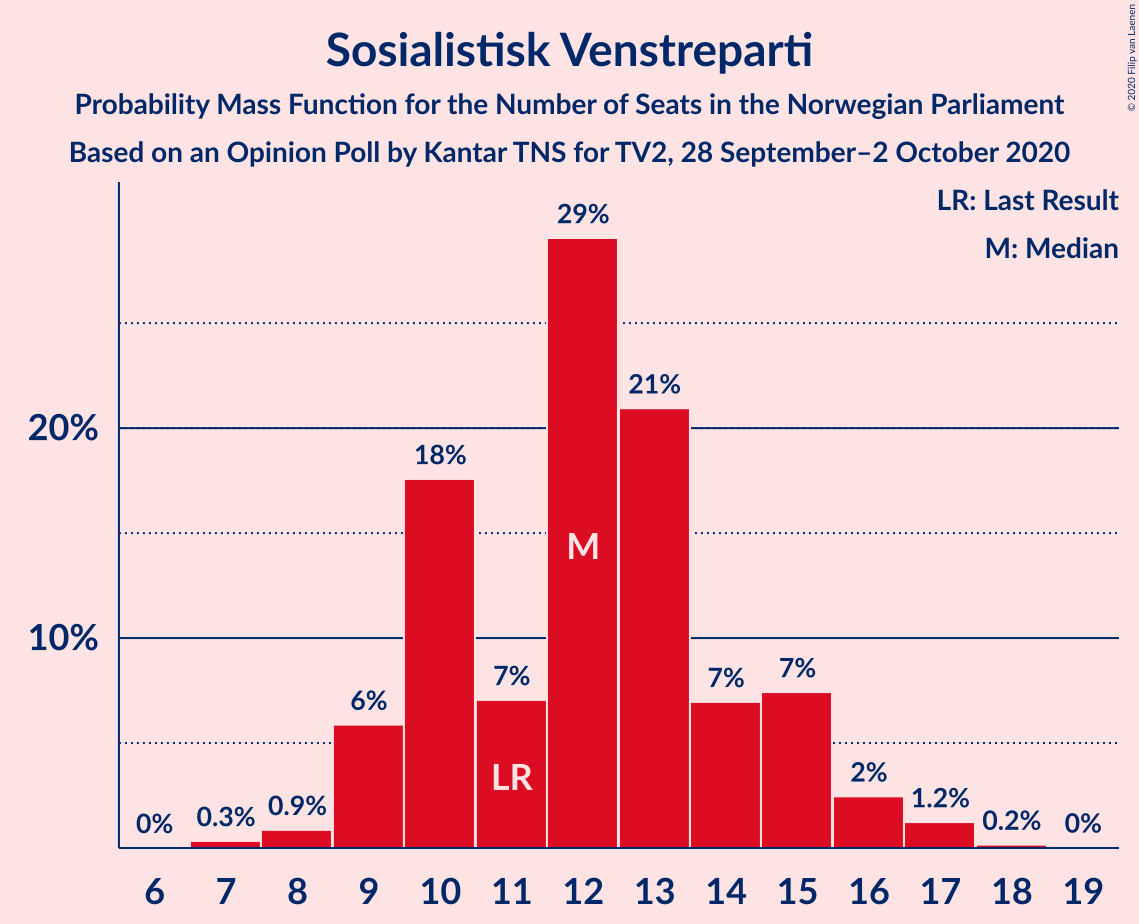 Sosialistisk Venstreparti
Probability Mass Function for the Number of Seats in the Norwegian Parliament
Based on an Opinion Poll by Kantar TNS for TV2, 28 September–2 October 2020
© 2020 Filip van Laenen
LR: Last Result
M: Median
29%
21%
20%
18%
M
10%
7%
7%
7%
6%
LR
2%
1.2%
0.9%
0.3%
0.2%
0%
0%
6 7 8 9 10 11 12 13 14 15 16 17 18 19